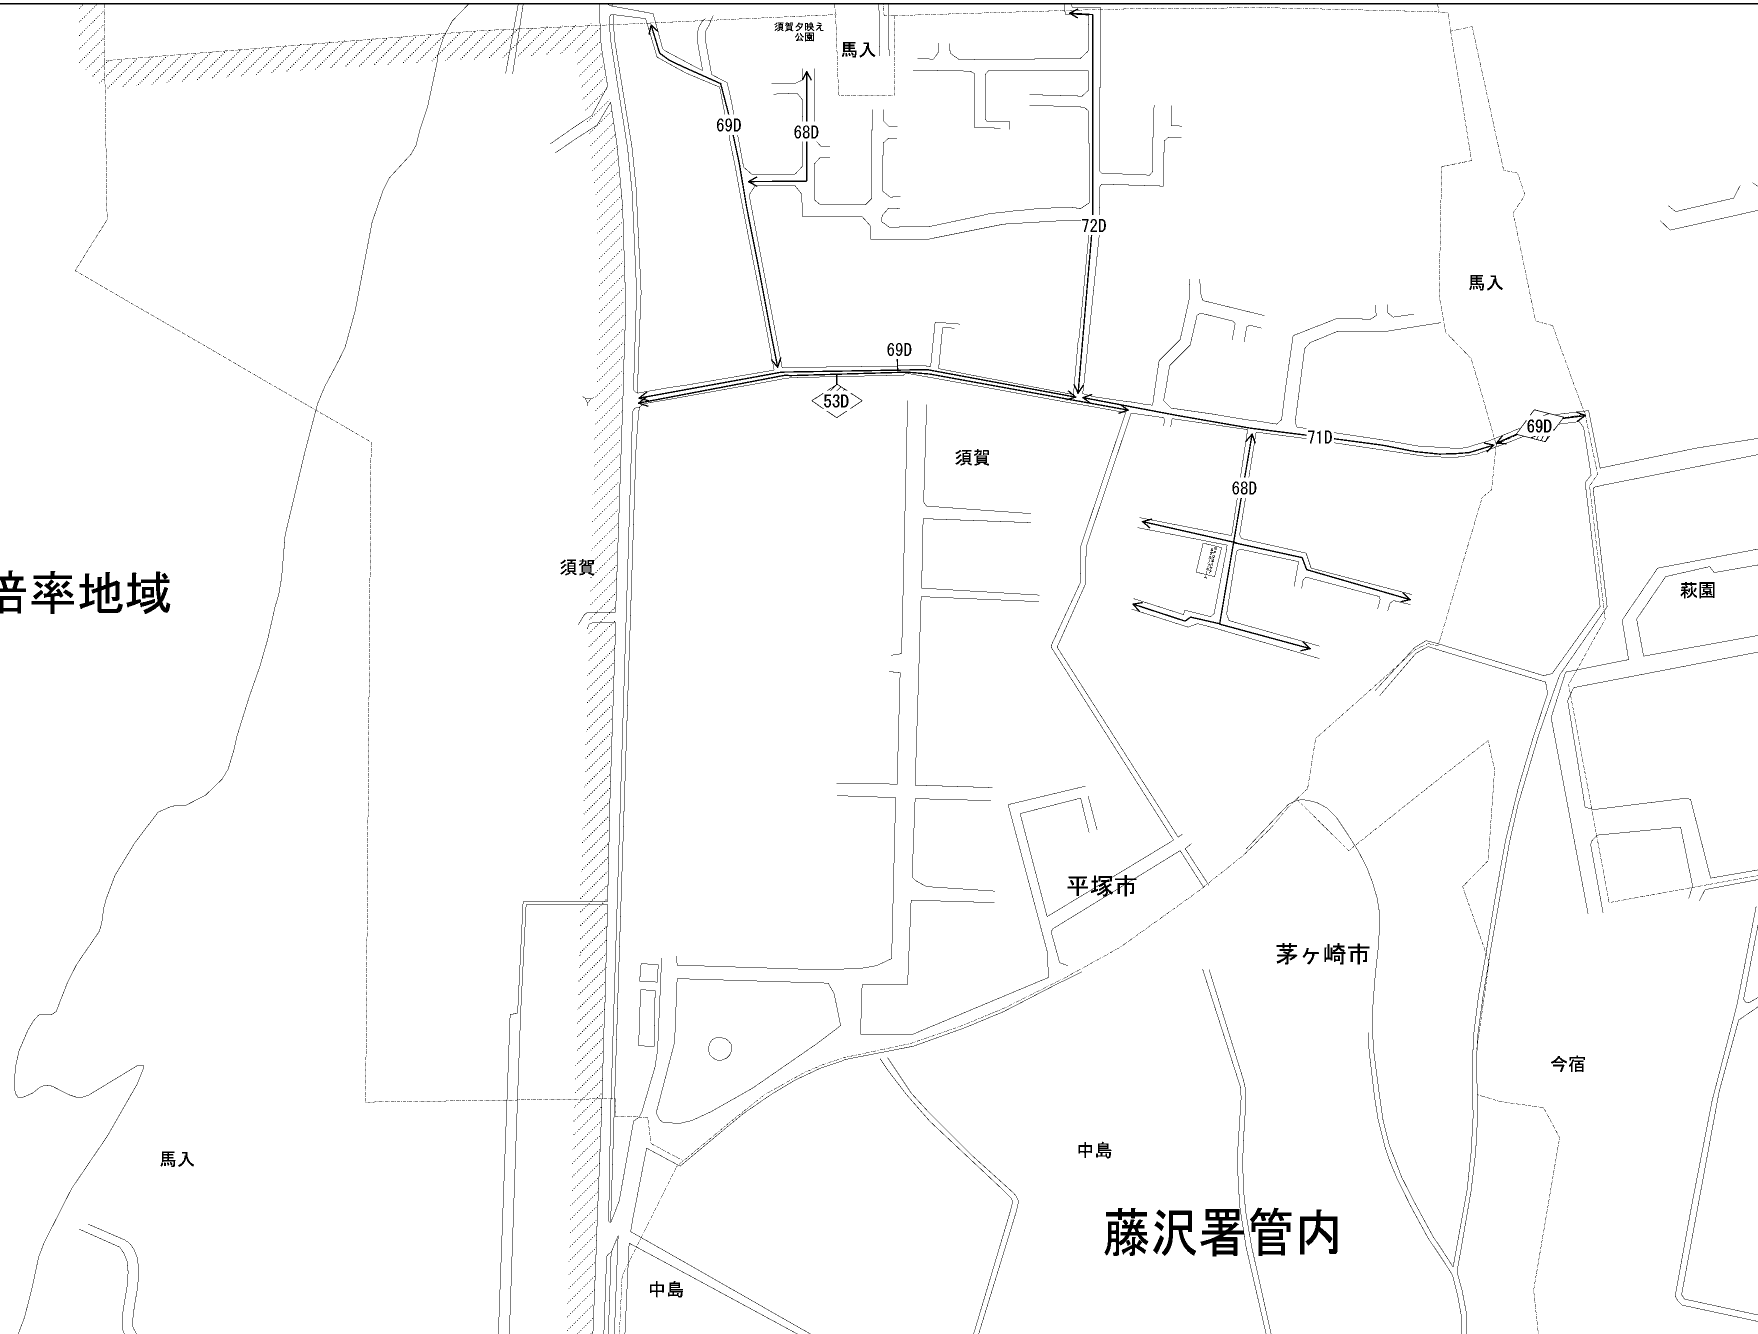 須賀夕映え
公園
馬入
69D
68D
72D
馬入
69D
53D
69D
71D
須賀
68D
須賀
倍率地域
萩園
平塚市
茅ヶ崎市
今宿
中島
馬入
藤沢署管内
中島